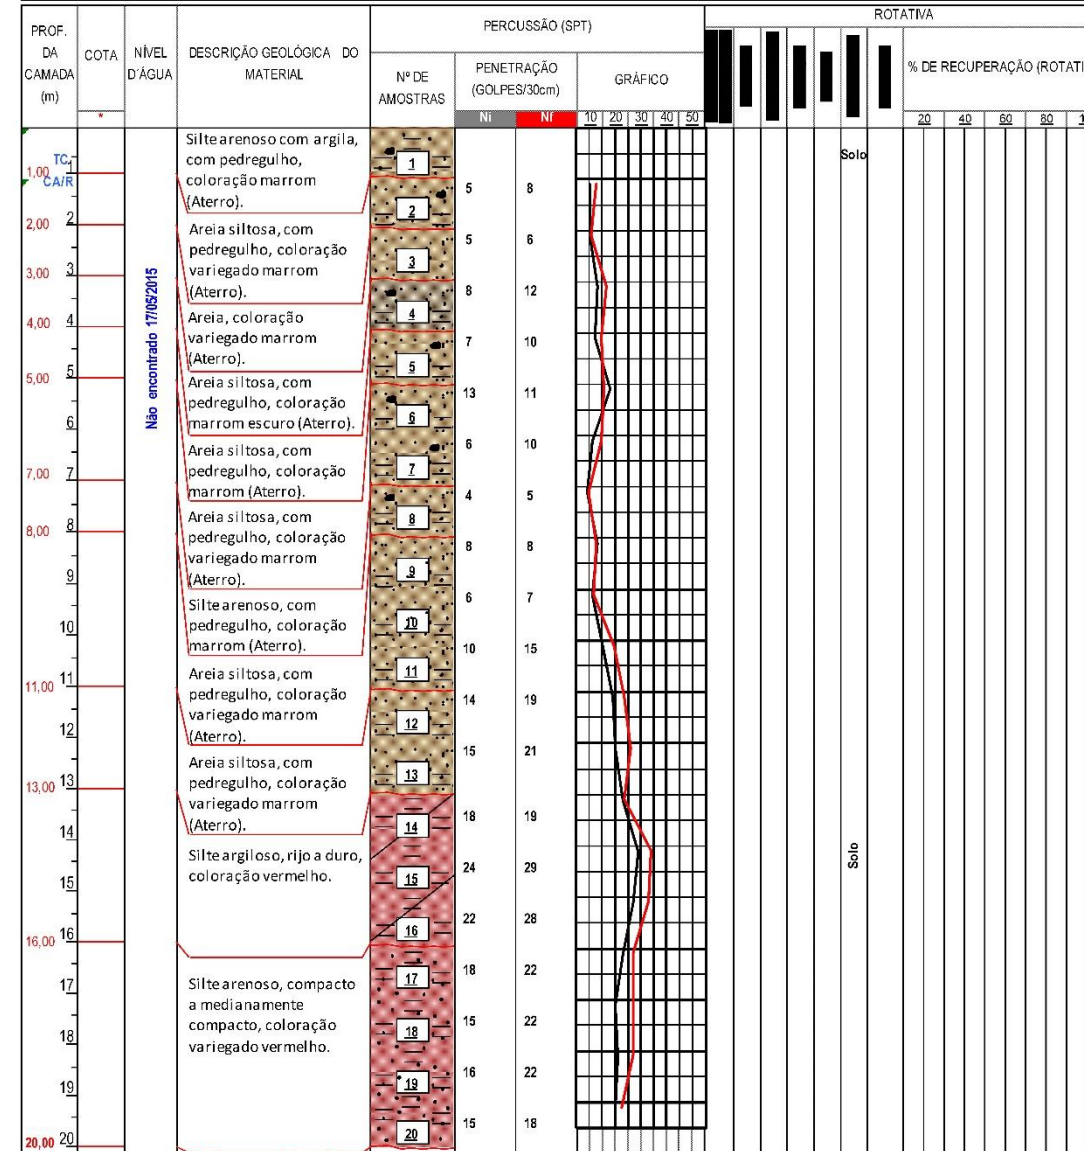 PROF. DA CAMADA (m)
COTA
*
NÍVEL D´ÁGUA
DESCRIÇÃO GEOLÓGICA DO MATERIAL
PERCUSSÃO (SPT)
Nº DE AMOSTRAS
PENETRAÇÃO (GOLPES/30cm)
Ni Nf
GRÁFICO
10 20 30 40 50
ROTATIVA
% DE RECUPERAÇÃO (ROTATI
20 40 60 80 1
TC.
CA/R
1,00 1
2,00 2
3,00 3
4,00 4
5,00 5
6
7,00 7
8,00 8
9
10
11,00 11
12
13,00 13
14
15
16,00 16
17
18
19
20,00 20
Não encontrado 17/05/2015
Silte arenoso com argila,
com pedregulho,
coloração marrom
(Aterro).
Areia siltosa, com
pedregulho, coloração
variegado marrom
(Aterro).
Areia, coloração
variegado marrom
(Aterro).
Areia siltosa, com
pedregulho, coloração
marrom escuro (Aterro).
Areia siltosa, com
pedregulho, coloração
marrom (Aterro).
Areia siltosa, com
pedregulho, coloração
variegado marrom
(Aterro).
Silte arenoso, com
pedregulho, coloração
marrom (Aterro).
Areia siltosa, com
pedregulho, coloração
variegado marrom
(Aterro).
Areia siltosa, com
pedregulho, coloração
variegado marrom
(Aterro).
Silte argiloso, rijo a duro,
coloração vermelho.
Silte arenoso, compacto
a medianamente
compacto, coloração
variegado vermelho.
1
2
3
4
5
6
7
8
9
10
11
12
13
14
15
16
17
18
19
20
5 8
5 6
8 12
7 10
13 11
6 10
4 5
8 8
6 7
10 15
14 19
15 21
18 19
24 29
22 28
18 22
15 22
16 22
15 18
Solo
Solo